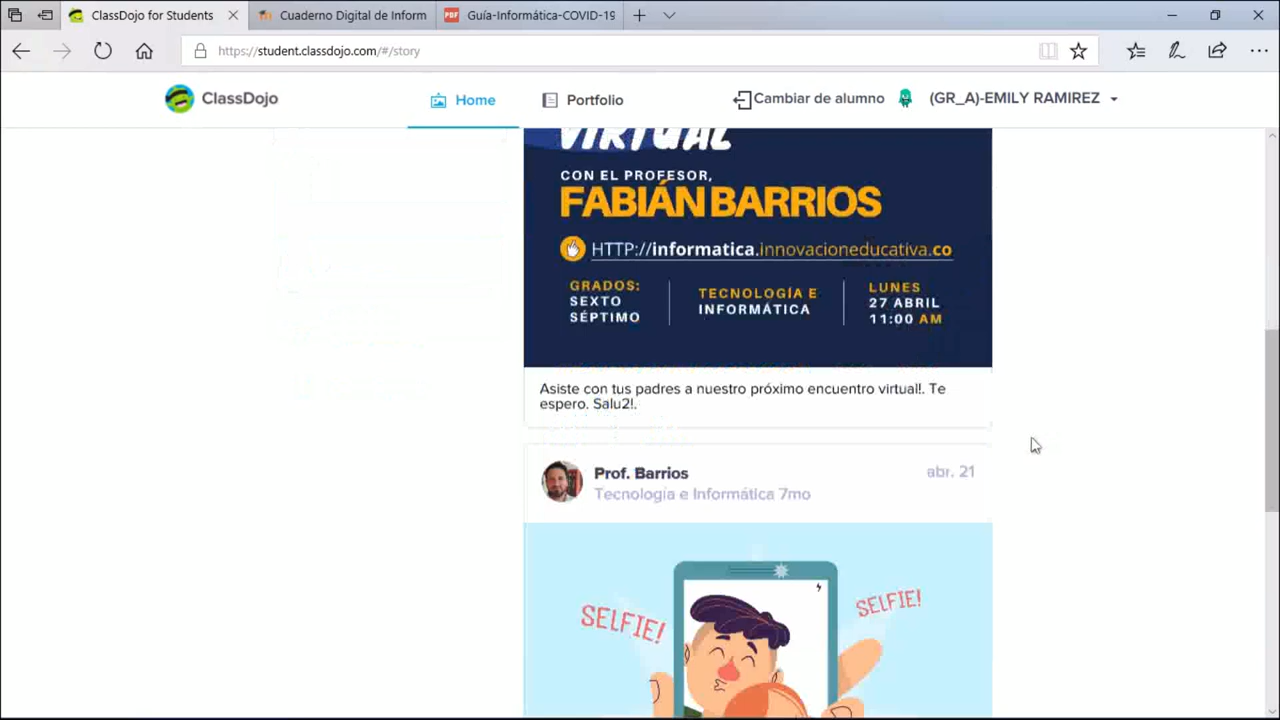 ClassDojo for Students
Cuaderno Digital de Inform
PDF
Guía-Informática-COVID-19
https://student.classdojo.com/#/story
ClassDojo
Home
Portfolio
Cambiar de alumno
(GR_A)-EMILY RAMIREZ
VIRTUAL
CON EL PROFESOR,
FABIÁN BARRIOS
HTTP://informatica.innovacioneducativa.co
GRADOS:
SEXTO
SÉPTIMO
TECNOLOGÍA E
INFORMÁTICA
LUNES
27 ABRIL
11:00 AM
Asiste con tus padres a nuestro próximo encuentro virtual!. Te
espero. Salu2!.
Prof. Barrios
abr. 21
Tecnologia e Informática 7mo
SELFIE!
SELFIE!